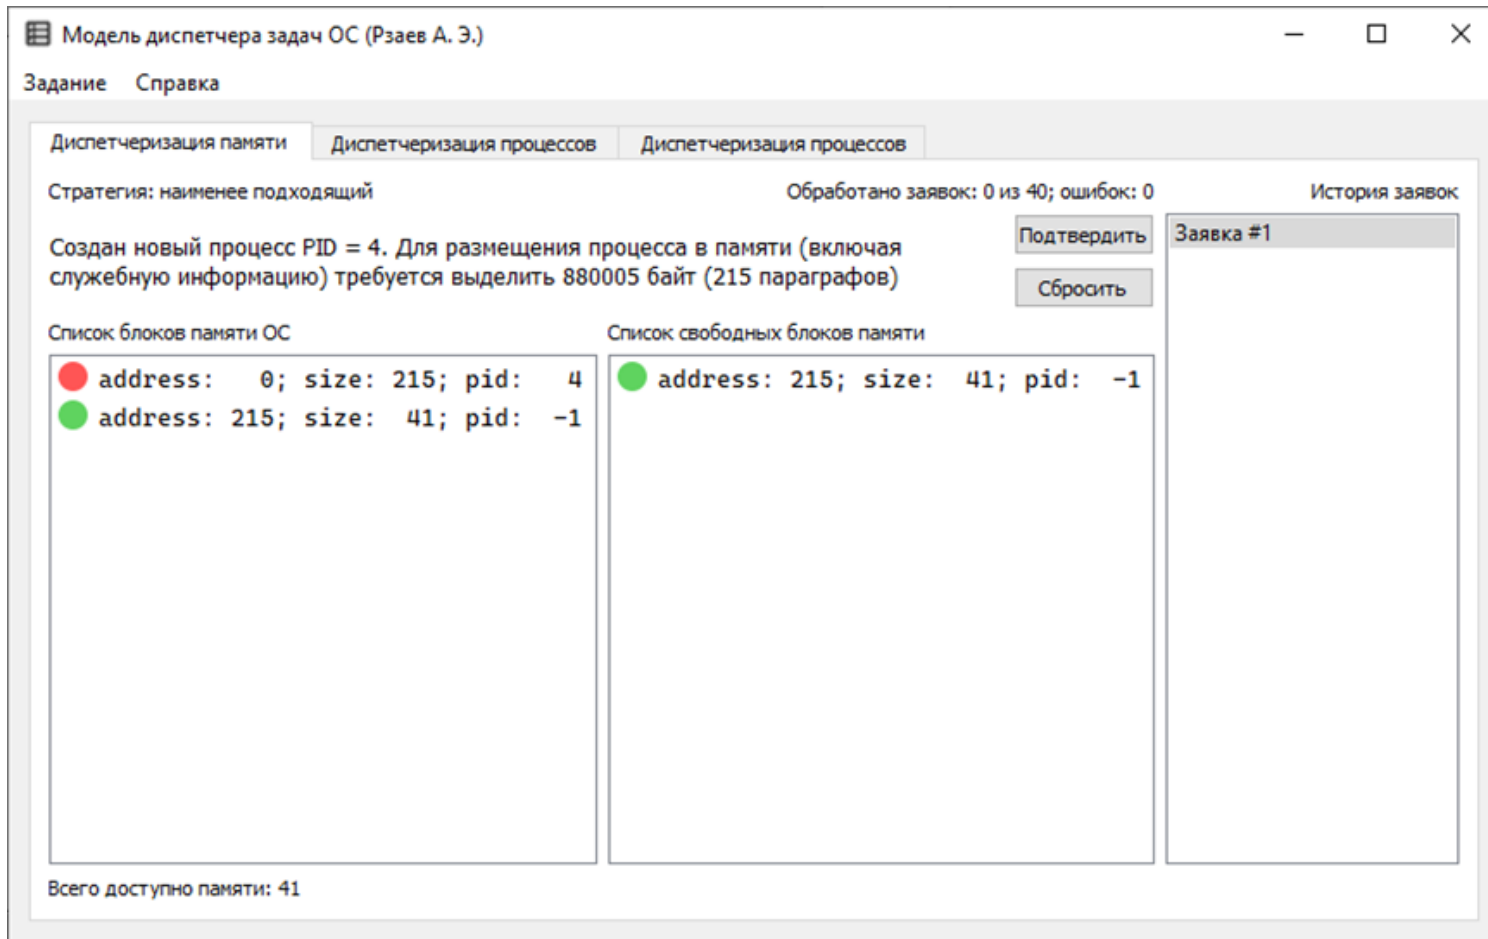 Модель диспетчера задач ОС (Рзаев А. Э.)
Задание Справка
Диспетчеризация памяти Диспетчеризация процессов Диспетчеризация процессов
Стратегия: наименее подходящий Обработано заявок: 0 из 40; ошибок: 0 История заявок
Создан новый процесс PID = 4. Для размещения процесса в памяти (включая
служебную информацию) требуется выделить 880005 байт (215 параграфов)
Подтвердить
Сбросить
Заявка #1
Список блоков памяти ОС
address: 0; size: 215; pid: 4
address: 215; size: 41; pid: -1
Список свободных блоков памяти
address: 215; size: 41; pid: -1
Всего доступно памяти: 41